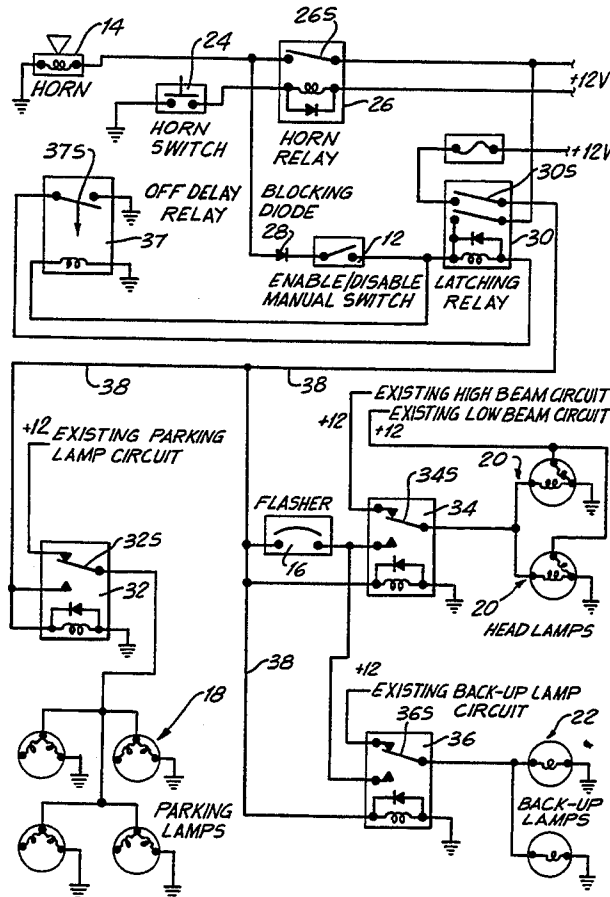 14
HORN
24
HORN
SWITCH
26S
26
HORN
RELAY
+12V
+12V
37S
OFF DELAY
RELAY
37
BLOCKING
DIODE
28
12
ENABLE/DISABLE
MANUAL SWITCH
30S
30
LATCHING
RELAY
38
38
+12 EXISTING PARKING
LAMP CIRCUIT
EXISTING HIGH BEAM CIRCUIT
+12
EXISTING LOW BEAM CIRCUIT
+12
20
34S
34
FLASHER
16
32S
32
20
HEAD LAMPS
38
+12
EXISTING BACK-UP LAMP
CIRCUIT
36S
36
22
18
PARKING
LAMPS
BACK-UP
LAMPS